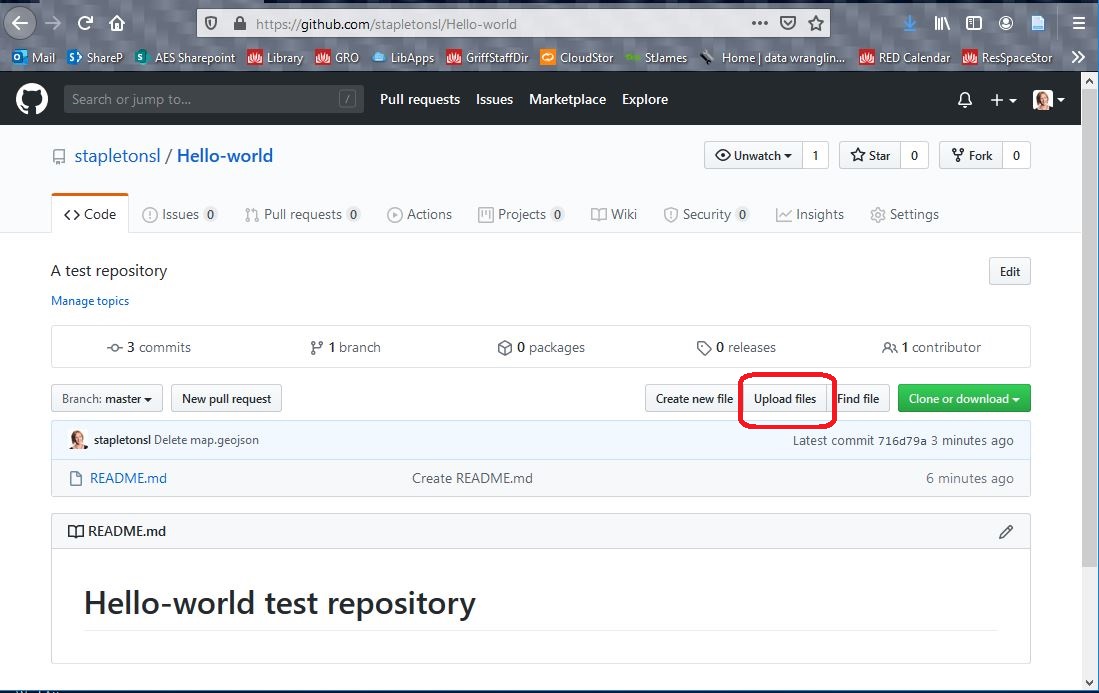 https://github.com/stapletonsl/Hello-world
Mail ShareP AES Sharepoint Library GRO LibApps GriffStaffDir CloudStor StJames Home | data wranglin... RED Calendar ResSpaceStor
Search or jump to... / Pull requests Issues Marketplace Explore
stapletonsl / Hello-world Unwatch 1 Star 0 Fork 0
Code Issues 0 Pull requests 0 Actions Projects 0 Wiki Security 0 Insights Settings
A test repository Edit
Manage topics
3 commits 1 branch 0 packages 0 releases 1 contributor
Branch: master New pull request Create new file Upload files Find file Clone or download
stapletonsl Delete map.geojson Latest commit 716d79a 3 minutes ago
README.md Create README.md 6 minutes ago
README.md
Hello-world test repository